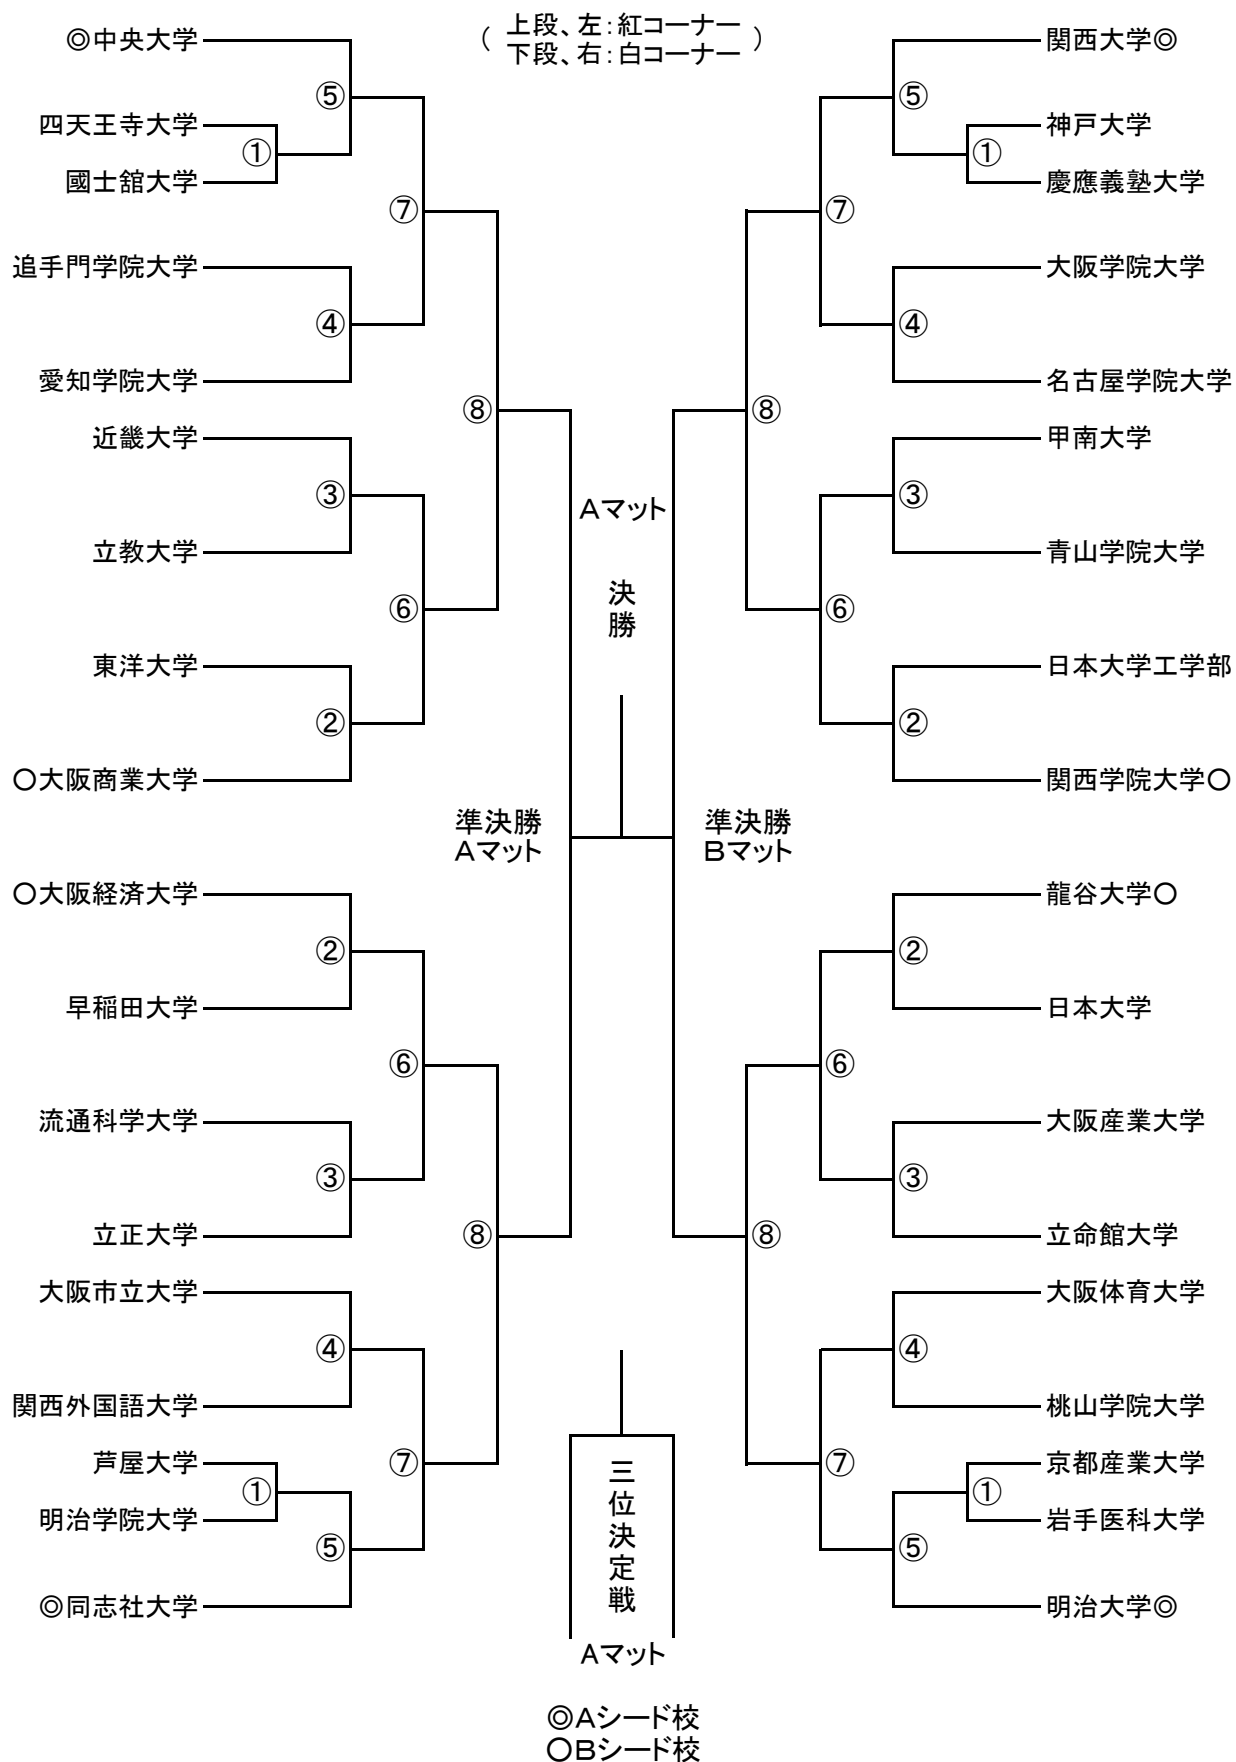 ( 上段、左：紅コーナー
下段、右：白コーナー )
◎中央大学
⑤
四天王寺大学
①
國士舘大学
⑦
追手門学院大学
④
愛知学院大学
⑧
近畿大学
③
立教大学
⑥
東洋大学
②
○大阪商業大学
準決勝
Aマット
○大阪経済大学
②
早稲田大学
⑥
流通科学大学
③
立正大学
⑧
大阪市立大学
④
関西外国語大学
⑦
芦屋大学
①
明治学院大学
⑤
◎同志社大学
Aマット
決勝
三位決定戦
Aマット
関西大学◎
⑤
神戸大学
①
慶應義塾大学
⑦
大阪学院大学
④
名古屋学院大学
⑧
甲南大学
③
青山学院大学
⑥
日本大学工学部
②
関西学院大学○
準決勝
Bマット
龍谷大学○
②
日本大学
⑥
大阪産業大学
③
立命館大学
⑧
大阪体育大学
④
桃山学院大学
⑦
京都産業大学
①
岩手医科大学
⑤
明治大学◎
◎Aシード校
○Bシード校